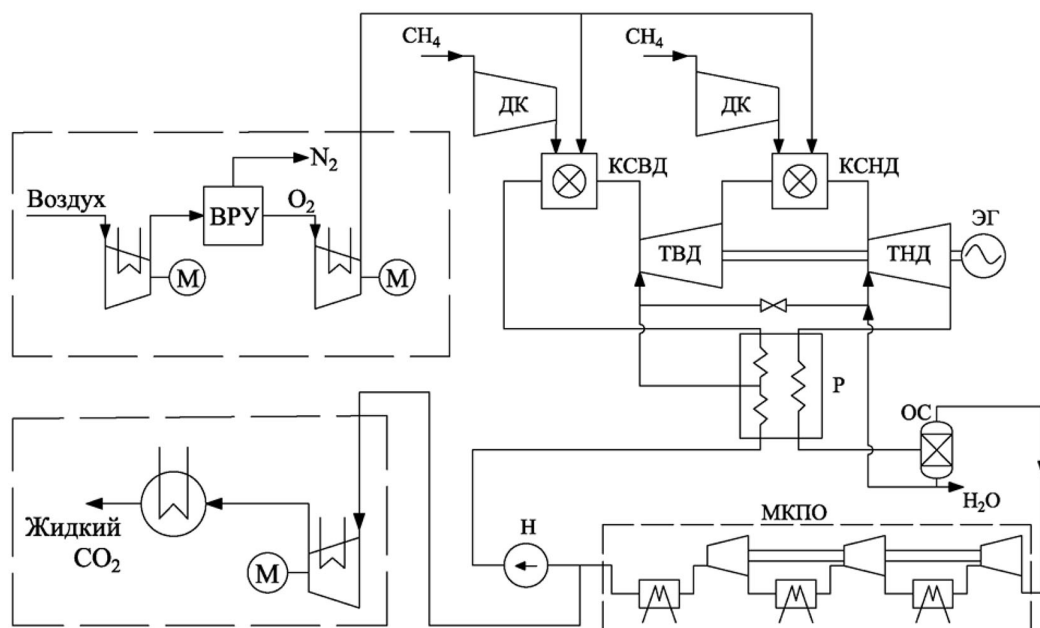 CH₄
CH₄
ДК
ДК
КСВД
КСНД
N₂
Воздух
ВРУ
O₂
ЭГ
ТВД
ТНД
М
М
Р
ОС
H₂O
Жидкий
CO₂
Н
МКПО
М